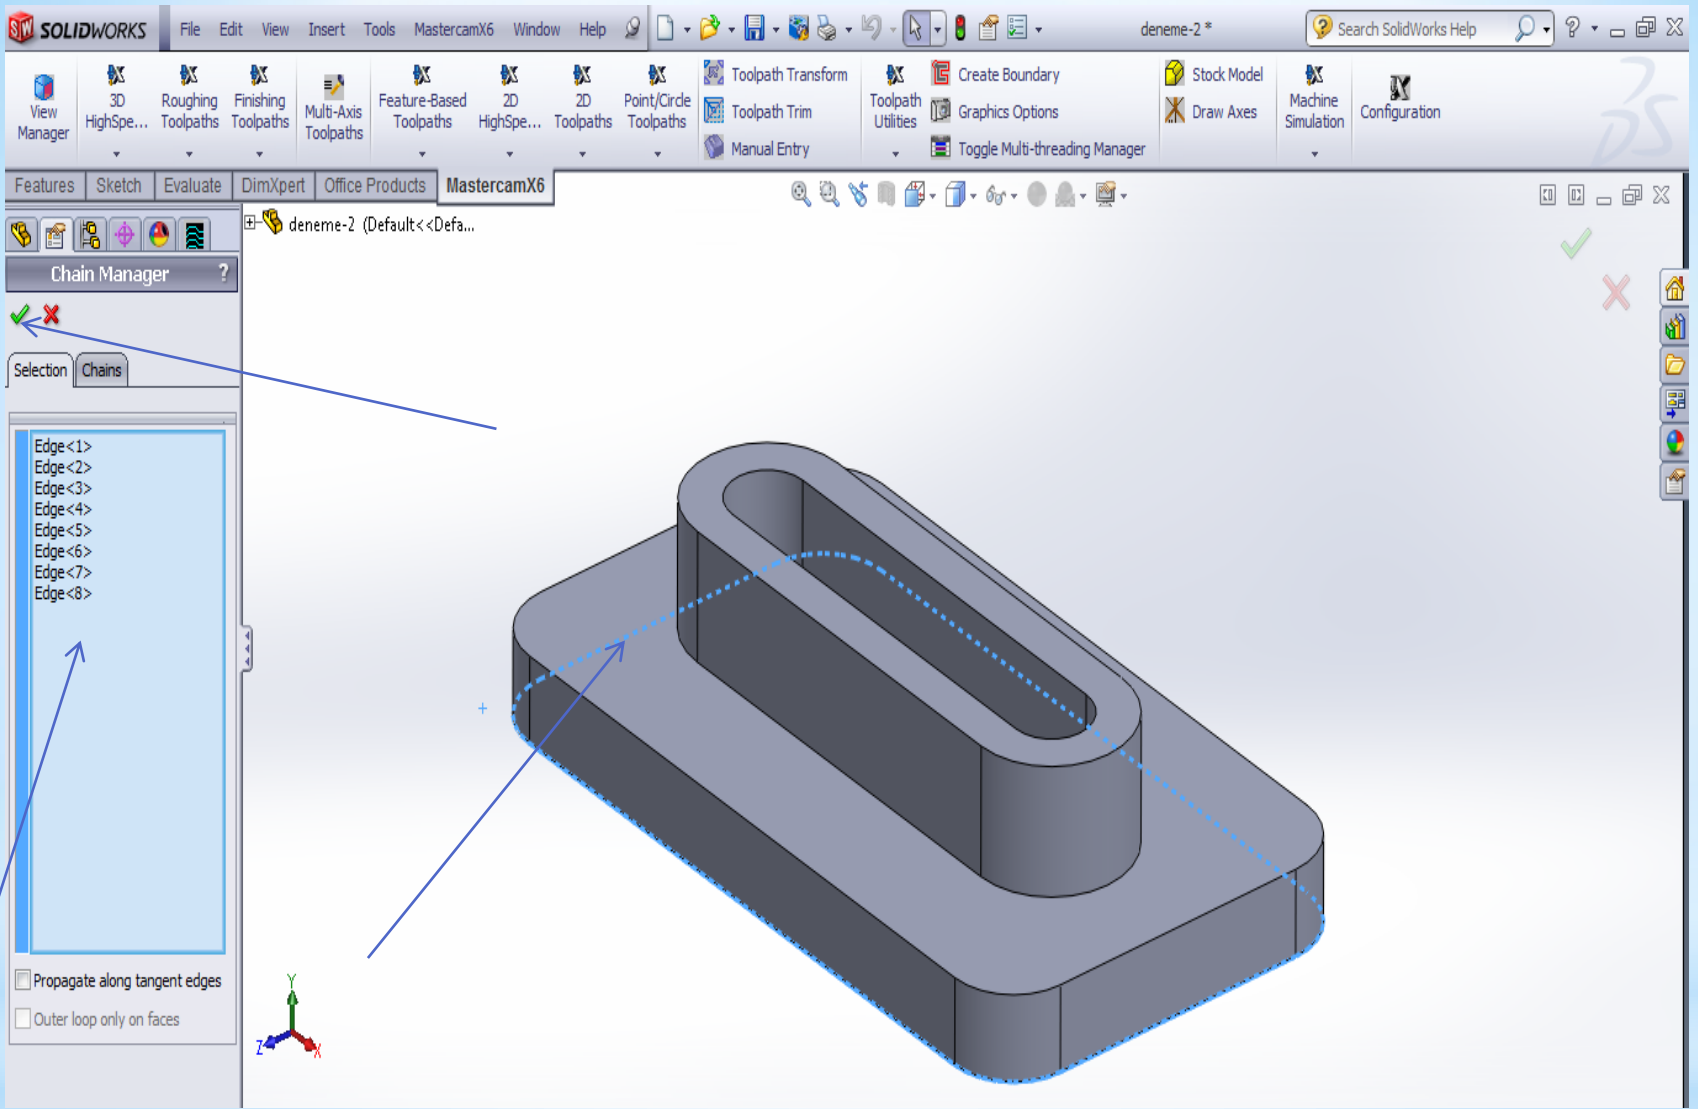 SW SOLIDWORKS File Edit View Insert Tools MastercamX6 Window Help deneme-2 * Search SolidWorks Help ?
View Manager
3D HighSpe...
Roughing Toolpaths
Finishing Toolpaths
Multi-Axis Toolpaths
Feature-Based Toolpaths
2D HighSpe...
2D Toolpaths
Point/Circle Toolpaths
Toolpath Transform
Toolpath Trim
Manual Entry
Toolpath Utilities
Create Boundary
Graphics Options
Toggle Multi-threading Manager
Stock Model
Draw Axes
Machine Simulation
Configuration
Features Sketch Evaluate DimXpert Office Products MastercamX6
deneme-2 (Default<<Defa...
Chain Manager ?
Selection Chains
Edge<1>
Edge<2>
Edge<3>
Edge<4>
Edge<5>
Edge<6>
Edge<7>
Edge<8>
Propagate along tangent edges
Outer loop only on faces
Y
Z X